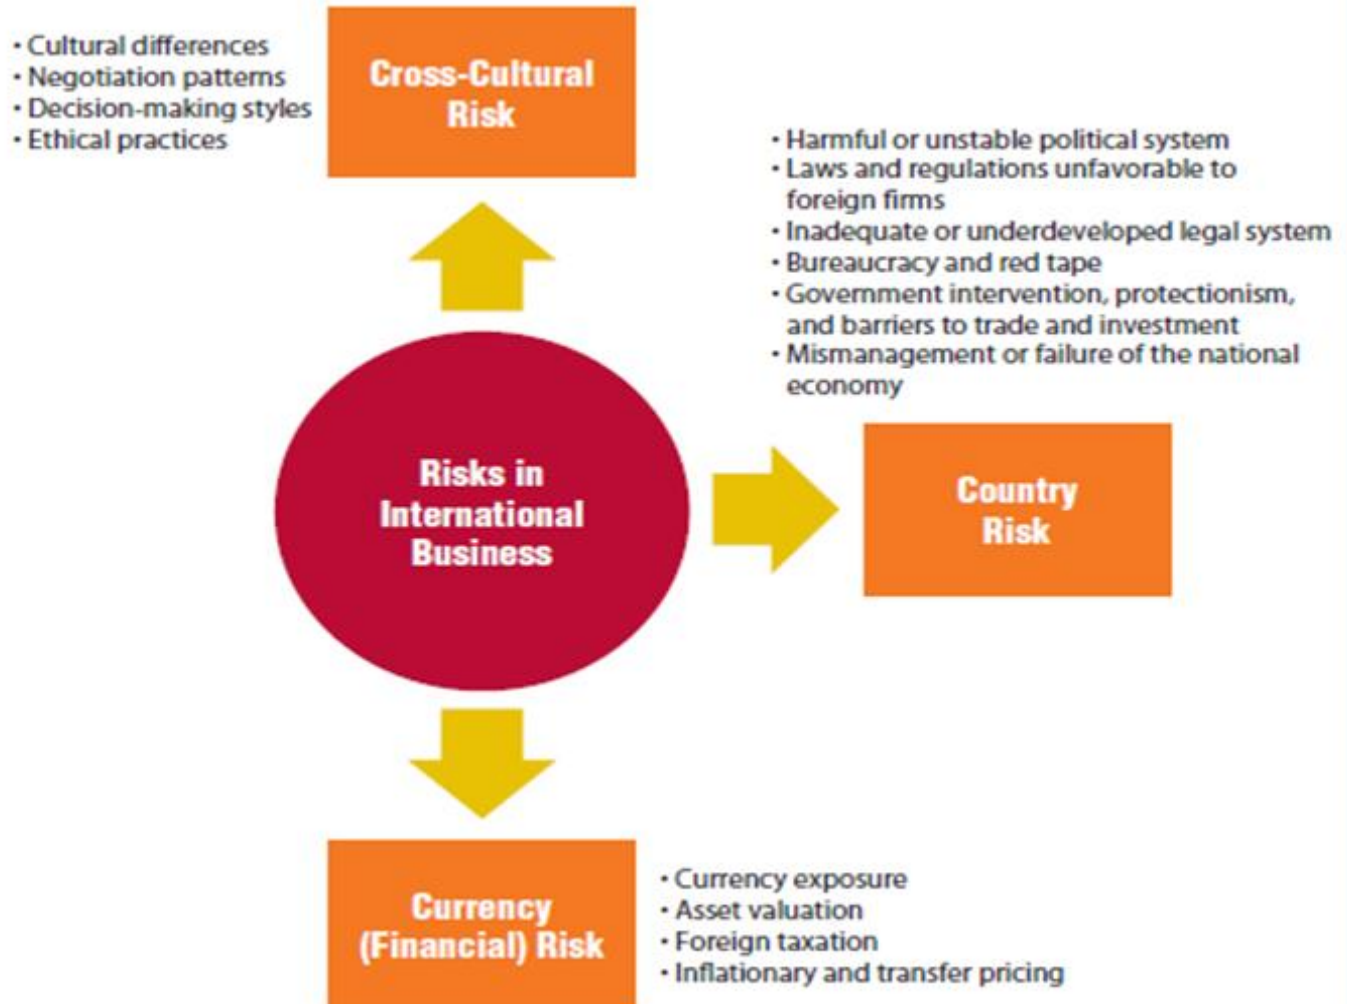 • Cultural differences
• Negotiation patterns
• Decision-making styles
• Ethical practices
Cross-Cultural
Risk
• Harmful or unstable political system
• Laws and regulations unfavorable to
foreign firms
• Inadequate or underdeveloped legal system
• Bureaucracy and red tape
• Government intervention, protectionism,
and barriers to trade and investment
• Mismanagement or failure of the national
economy
Risks in
International
Business
Country
Risk
Currency
(Financial) Risk
• Currency exposure
• Asset valuation
• Foreign taxation
• Inflationary and transfer pricing